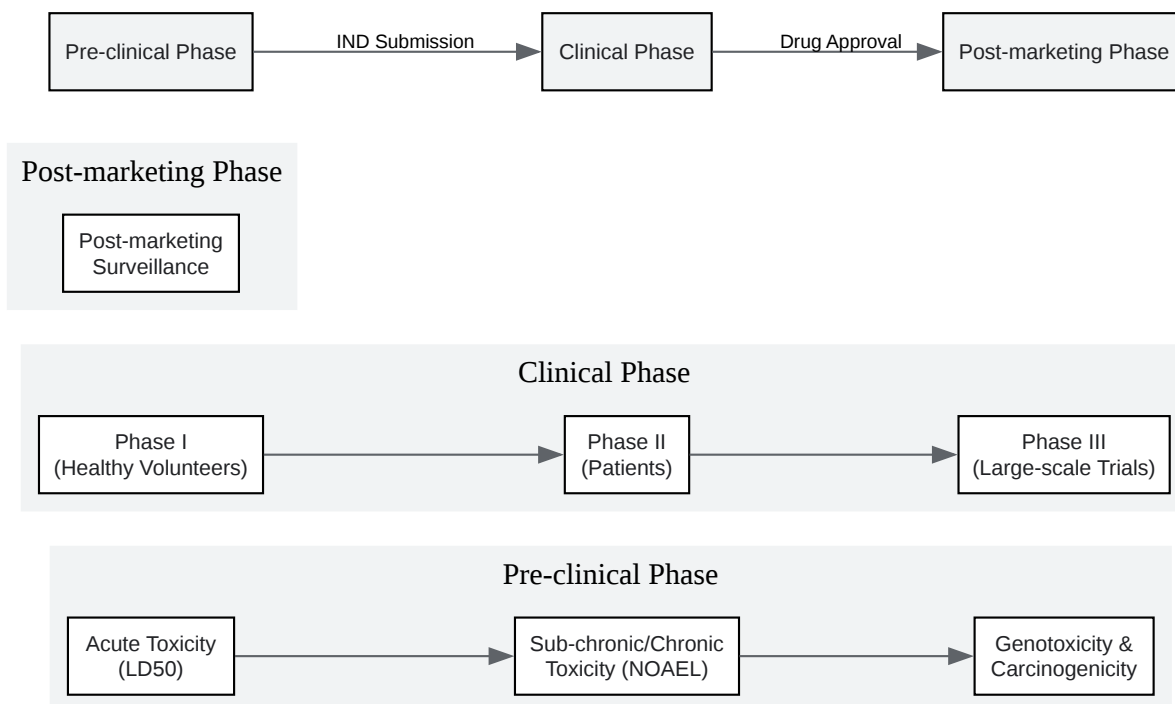 Pre-clinical Phase
IND Submission
Clinical Phase
Drug Approval
Post-marketing Phase
Post-marketing Phase
Post-marketing
Surveillance
Clinical Phase
Phase I
(Healthy Volunteers)
Phase II
(Patients)
Phase III
(Large-scale Trials)
Pre-clinical Phase
Acute Toxicity
(LD50)
Sub-chronic/Chronic
Toxicity (NOAEL)
Genotoxicity &
Carcinogenicity